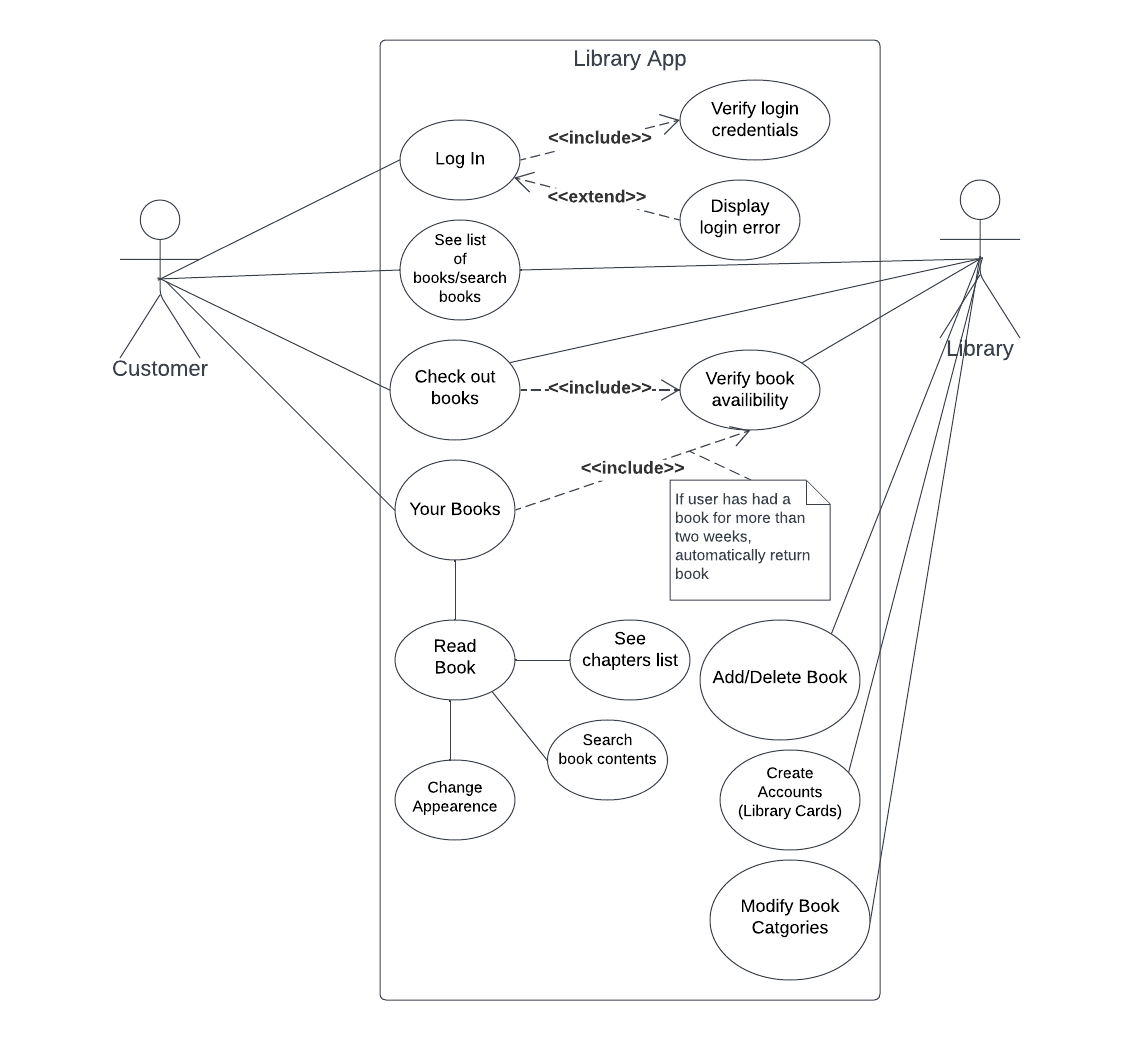 Library App
Verify login
credentials
<<include>>
Log In
<<extend>>
Display
login error
See list
of
books/search
books
Customer
Library
Check out
books
<<include>>
Verify book
availibility
<<include>>
Your Books
If user has had a
book for more than
two weeks,
automatically return
book
Read
Book
See
chapters list
Add/Delete Book
Search
book contents
Change
Appearence
Create
Accounts
(Library Cards)
Modify Book
Catgories